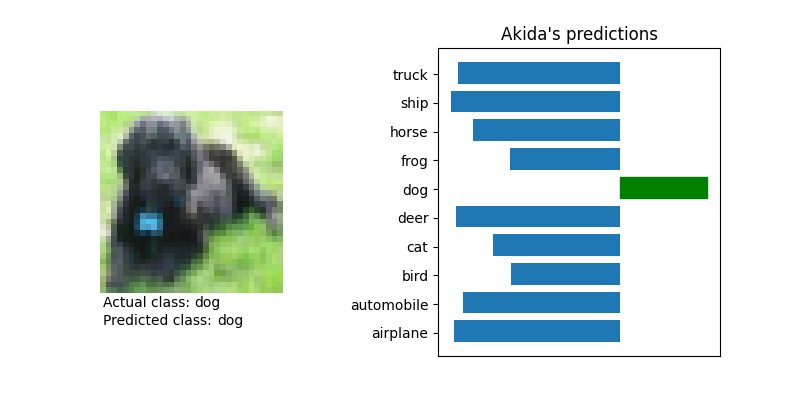 Akida's predictions
truck
ship
horse
frog
dog
deer
cat
bird
automobile
airplane
Actual class: dog
Predicted class: dog